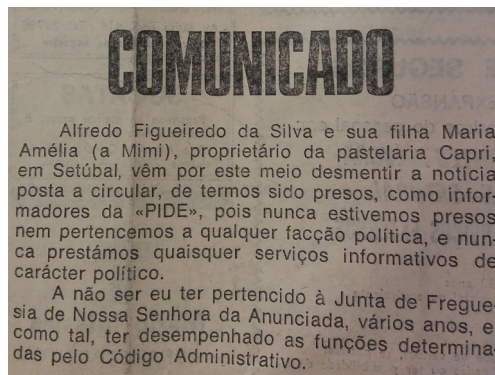 COMUNICADO
Alfredo Figueiredo da Silva e sua filha Maria
Amélia (a Mimi), proprietário da pastelaria Capri,
em Setúbal, vêm por este meio desmentir a notícia
posta a circular, de termos sido presos, como infor-
madores da «PIDE», pois nunca estivemos presos
nem pertencemos a qualquer facção política, e nun-
ca prestámos quaisquer serviços informativos de
carácter político.
A não ser eu ter pertencido à Junta de Fregue-
sia de Nossa Senhora da Anunciada, vários anos, e
como tal, ter desempenhado as funções determina-
das pelo Código Administrativo.